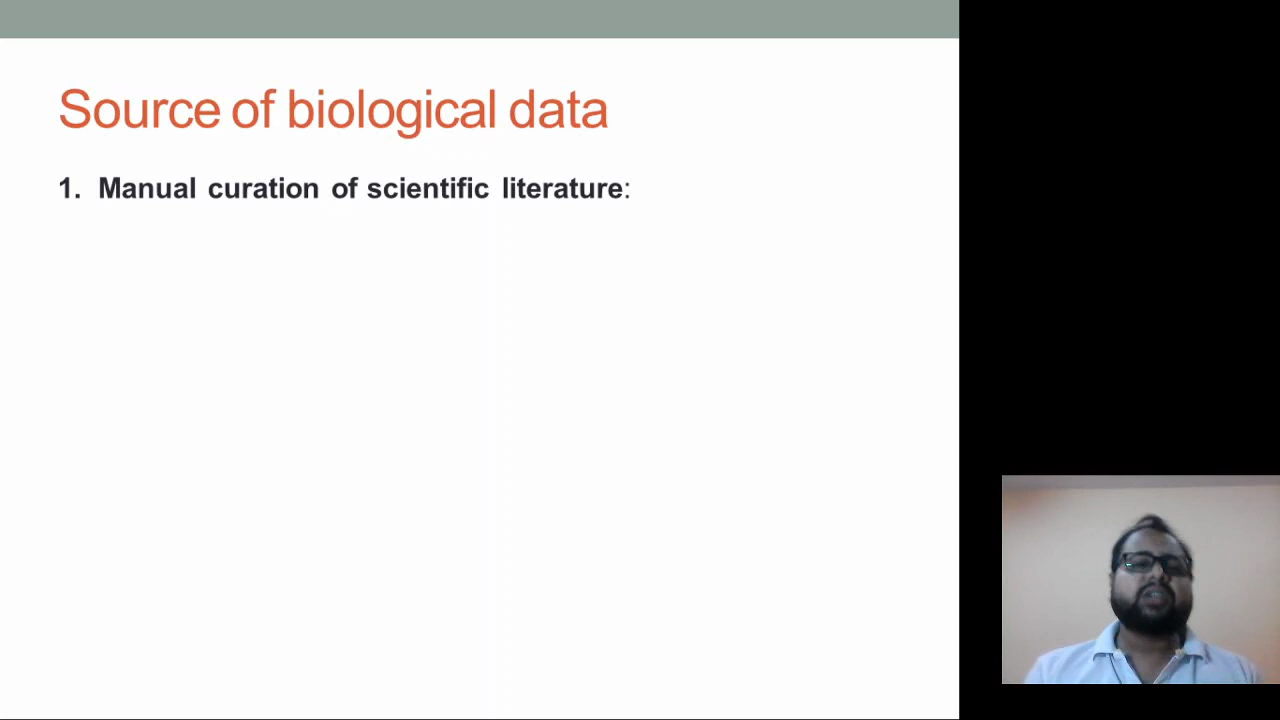 Source of biological data
1. Manual curation of scientific literature: